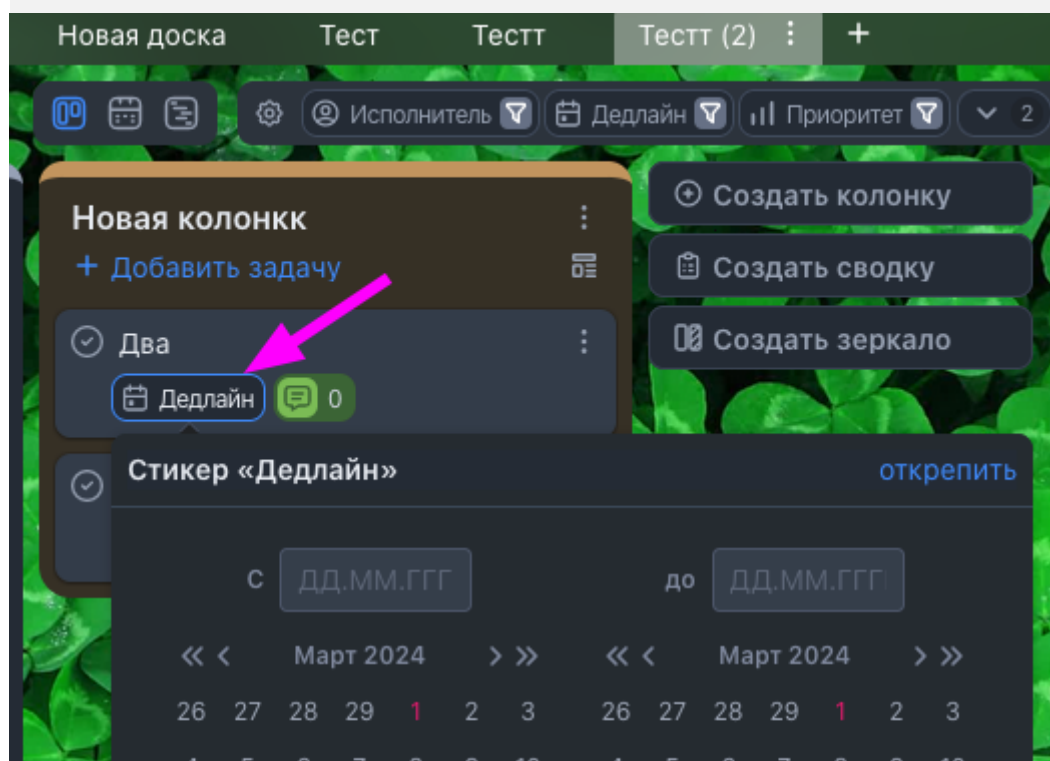 Новая доска Тест Тестт Тестт (2) +
Исполнитель Дедлайн Приоритет 2
Новая колонкк
+ Добавить задачу
Два
Дедлайн 0
Создать колонку
Создать сводку
Создать зеркало
Стикер «Дедлайн» открепить
С ДД.ММ.ГГГ до ДД.ММ.ГГГ
« < Март 2024 > » « < Март 2024 > »
26 27 28 29 1 2 3 26 27 28 29 1 2 3